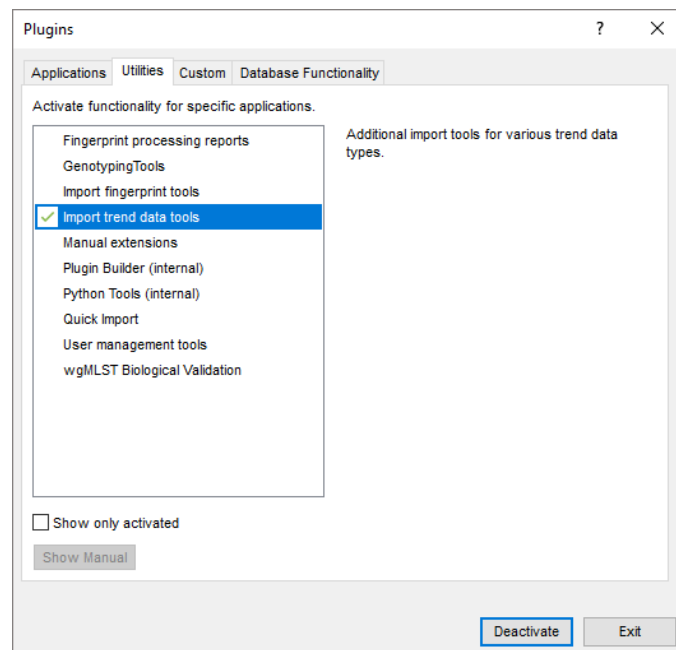 Plugins
?
Applications Utilities Custom Database Functionality
Activate functionality for specific applications.
Fingerprint processing reports
GenotypingTools
Import fingerprint tools
Import trend data tools
Manual extensions
Plugin Builder (internal)
Python Tools (internal)
Quick Import
User management tools
wgMLST Biological Validation
Additional import tools for various trend data
types.
Show only activated
Show Manual
Deactivate
Exit